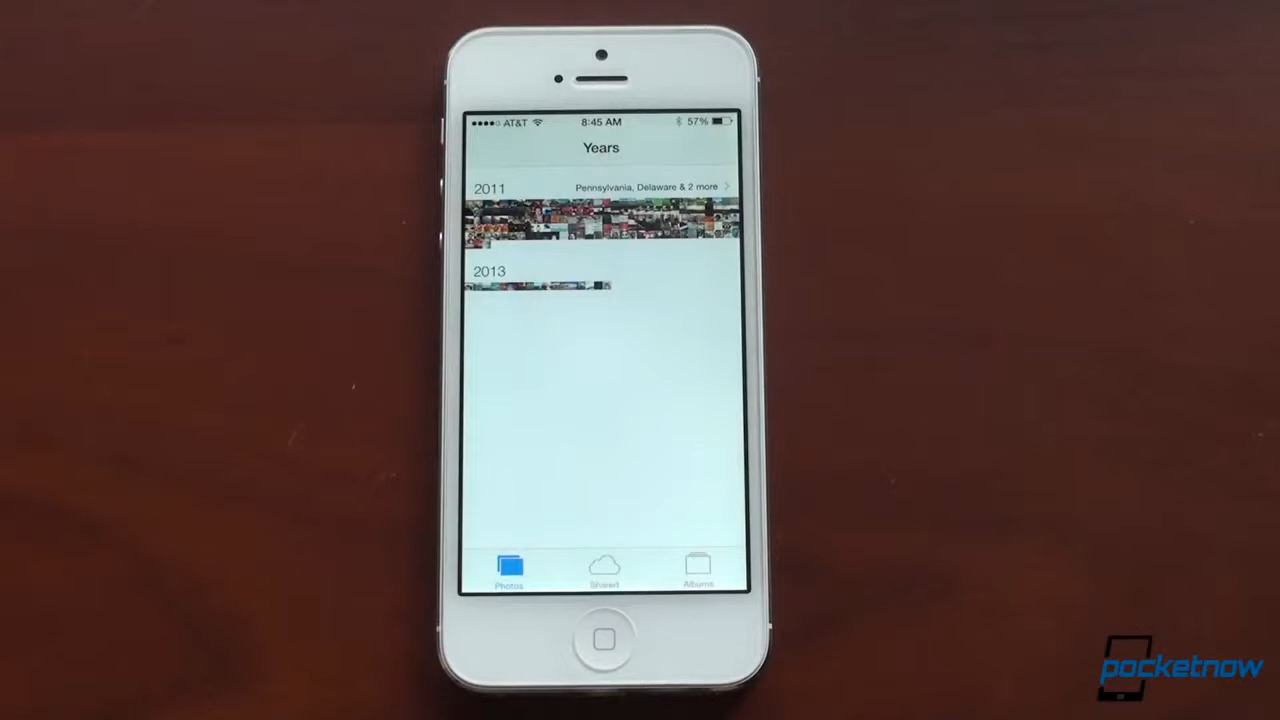 AT&T 8:45 AM 57%
Years
2011 Pennsylvania, Delaware & 2 more
2013
Photos Shared Albums
pocketnow